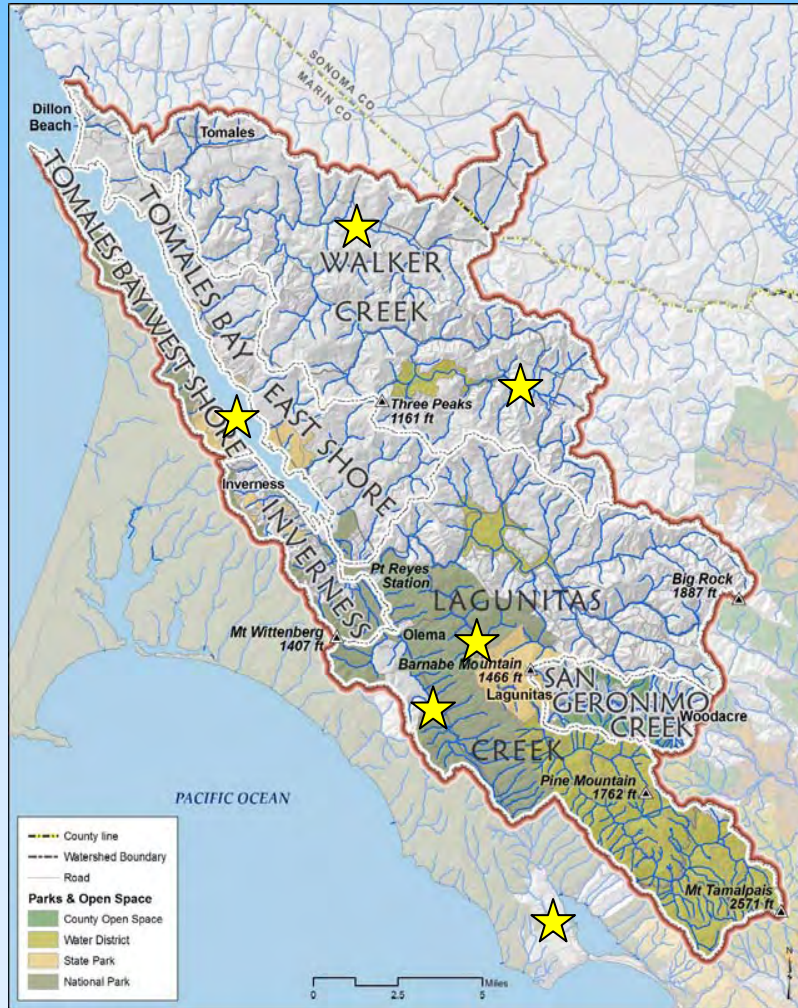 SONOMA CO
MARIN CO
Dillon
Beach
Tomales
TOMALES BAY WEST SHORE
TOMALES BAY
EAST SHORE
WALKER
CREEK
Three Peaks
1161 ft
Inverness
INVERNESS
Pt Reyes
Station
LAGUNITAS
CREEK
Big Rock
1887 ft
Mt Wittenberg
1407 ft
Olema
Barnabe Mountain
1466 ft
Lagunitas
SAN
GERONIMO
CREEK
Woodacre
Pine Mountain
1762 ft
PACIFIC OCEAN
Mt Tamalpais
2571 ft
County line
Watershed Boundary
Road
Parks & Open Space
County Open Space
Water District
State Park
National Park
Miles
0 2.5 5
N